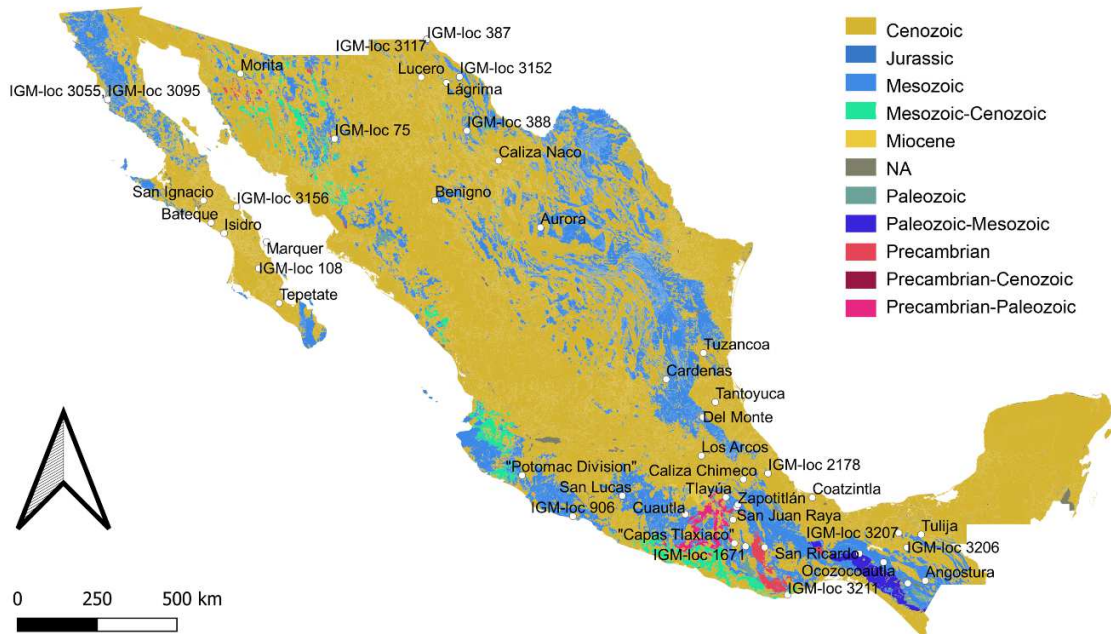 IGM-loc 387
IGM-loc 3117
Lucero
IGM-loc 3152
Lágrima
Morita
IGM-loc 3055
IGM-loc 3095
IGM-loc 75
IGM-loc 388
Caliza Naco
San Ignacio
IGM-loc 3156
Benigno
Bateque
Isidro
Aurora
Marquer
IGM-loc 108
Tepetate
Tuzancoa
Cardenas
Tantoyuca
Del Monte
Los Arcos
"Potomac Division"
Caliza Chimeco
IGM-loc 2178
San Lucas
Tlayúa
Zapotitlán
Coatzintla
IGM-loc 906
Cuautla
San Juan Raya
"Capas Tlaxiaco"
IGM-loc 3207
Tulija
IGM-loc 1671
San Ricardo
IGM-loc 3206
Ocozocoautla
Angostura
IGM-loc 3211
Cenozoic
Jurassic
Mesozoic
Mesozoic-Cenozoic
Miocene
NA
Paleozoic
Paleozoic-Mesozoic
Precambrian
Precambrian-Cenozoic
Precambrian-Paleozoic
0 250 500 km